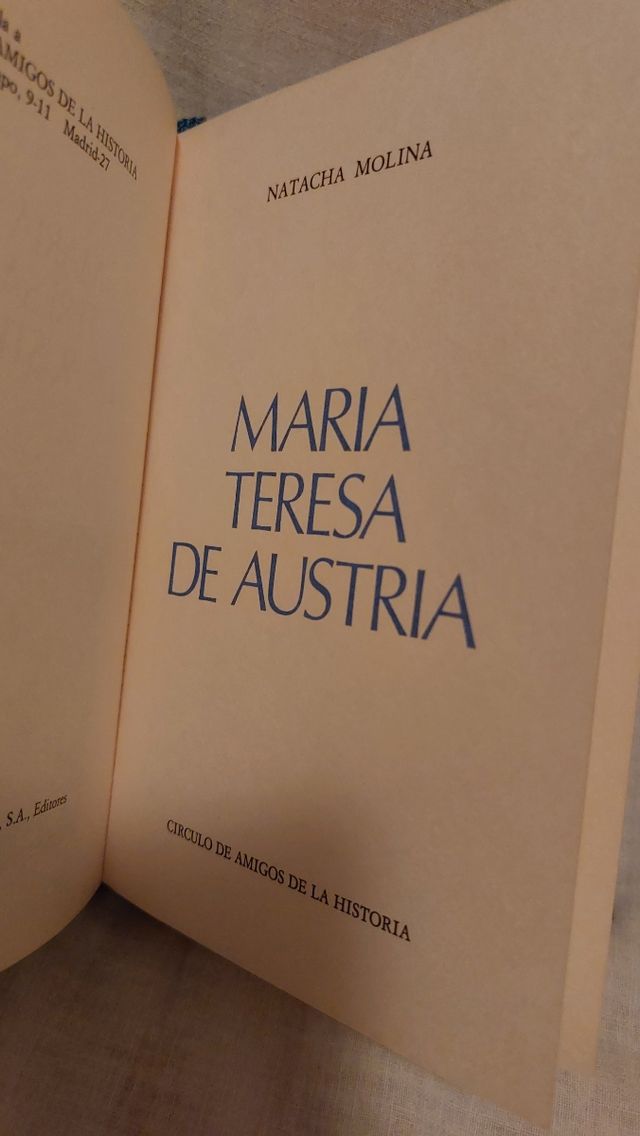 la a
AMIGOS DE LA HISTORIA
9-11 Madrid-27
S.A., Editores
NATACHA MOLINA
MARIA
TERESA
DE AUSTRIA
CIRCULO DE AMIGOS DE LA HISTORIA